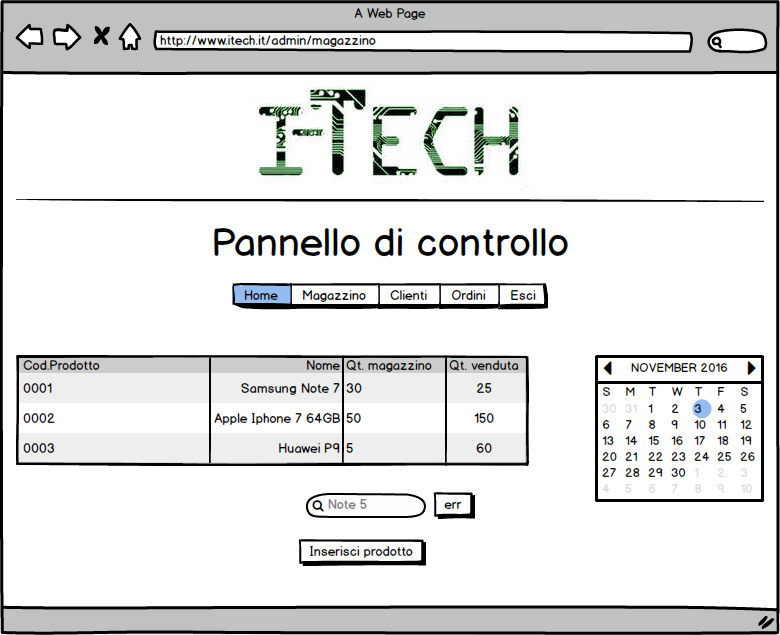 A Web Page
http://www.itech.it/admin/magazzino
I-TECH
Pannello di controllo
Home Magazzino Clienti Ordini Esci
Cod.Prodotto Nome Qt. magazzino Qt. venduta
0001 Samsung Note 7 30 25
0002 Apple Iphone 7 64GB 50 150
0003 Huawei P9 5 60
NOVEMBER 2016
S M T W T F S
30 31 1 2 3 4 5
6 7 8 9 10 11 12
13 14 15 16 17 18 19
20 21 22 23 24 25 26
27 28 29 30 1 2 3
4 5 6 7 8 9 10
Note 5 err
Inserisci prodotto